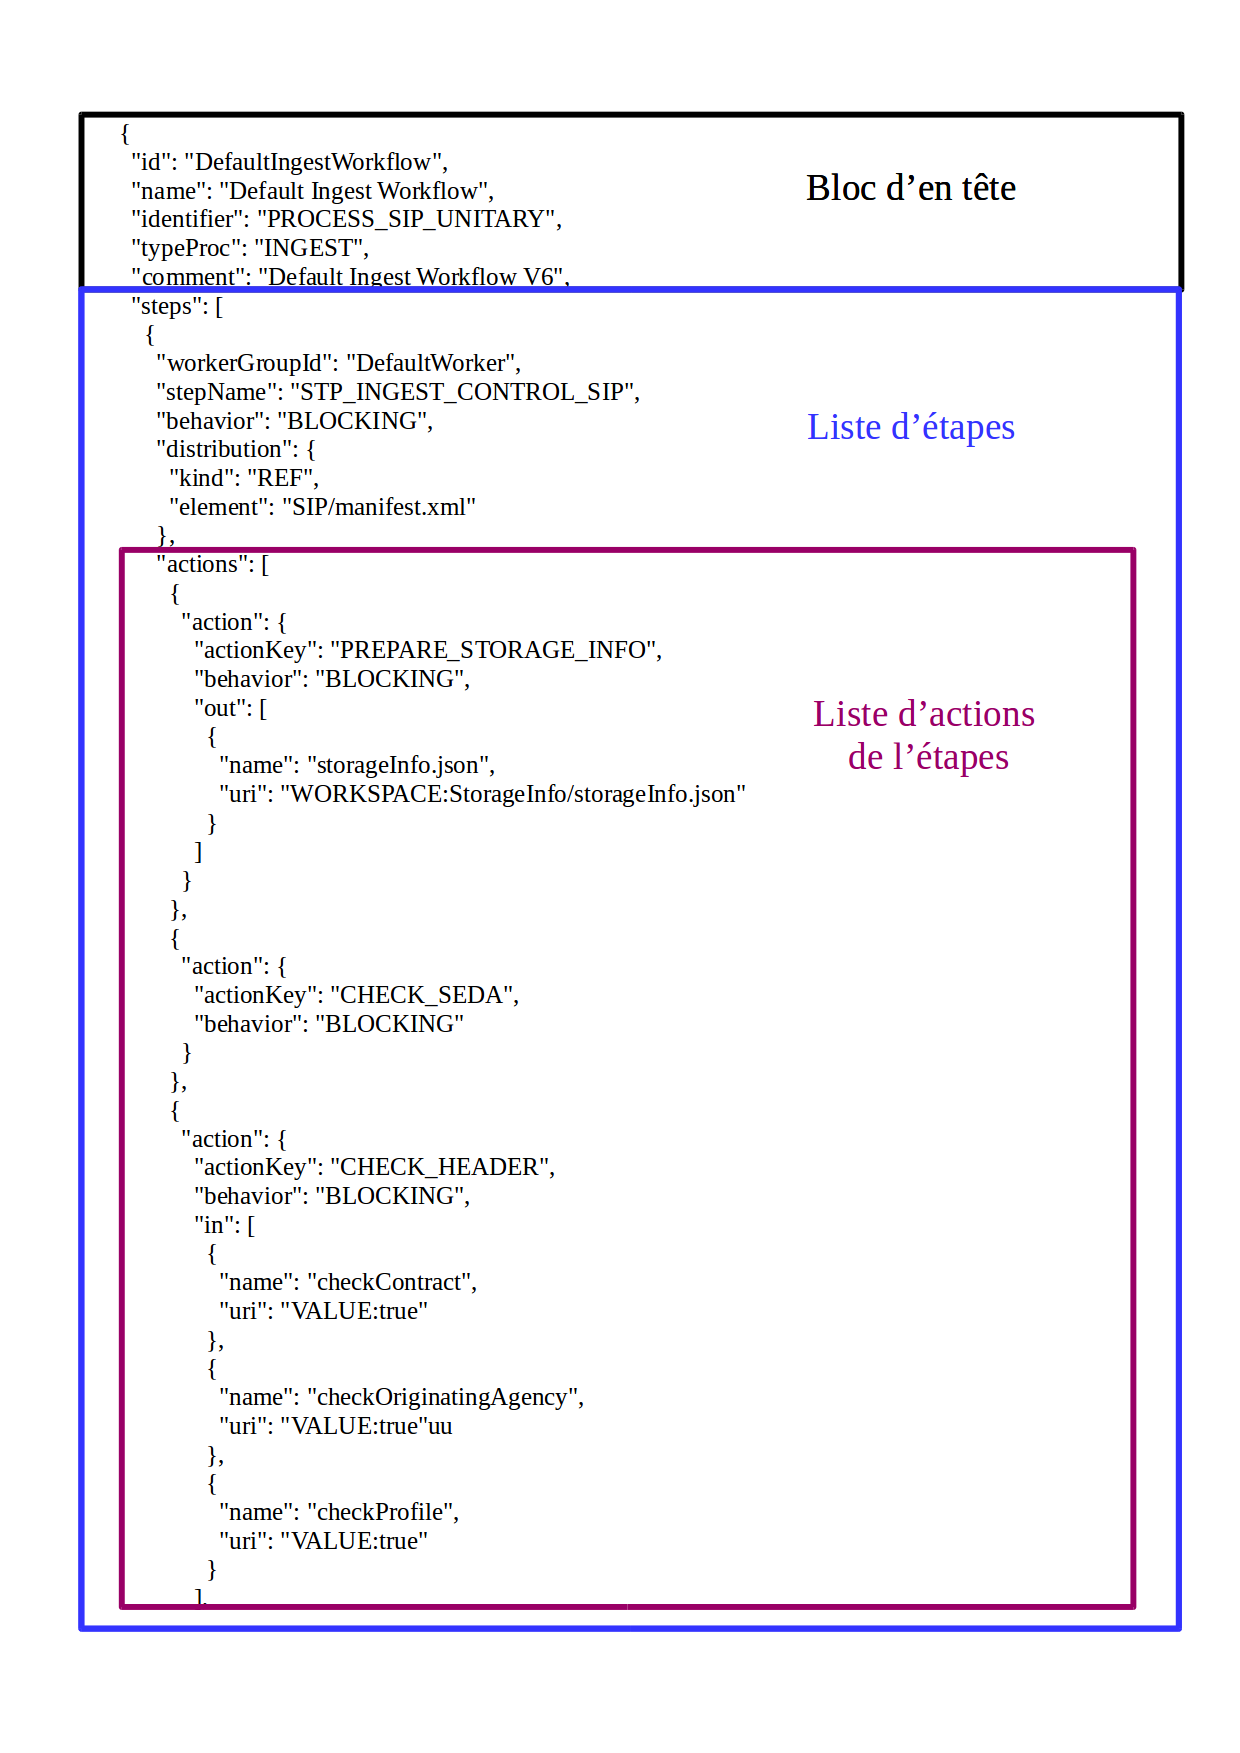 {
"id": "DefaultIngestWorkflow",
"name": "Default Ingest Workflow",
"identifier": "PROCESS_SIP_UNITARY",
"typeProc": "INGEST",
"comment": "Default Ingest Workflow V6",
Bloc d’en tête
"steps": [
{
"workerGroupId": "DefaultWorker",
"stepName": "STP_INGEST_CONTROL_SIP",
"behavior": "BLOCKING",
"distribution": {
"kind": "REF",
"element": "SIP/manifest.xml"
},
Liste d’étapes
"actions": [
{
"action": {
"actionKey": "PREPARE_STORAGE_INFO",
"behavior": "BLOCKING",
"out": [
{
"name": "storageInfo.json",
"uri": "WORKSPACE:StorageInfo/storageInfo.json"
}
]
}
},
{
"action": {
"actionKey": "CHECK_SEDA",
"behavior": "BLOCKING"
}
},
{
"action": {
"actionKey": "CHECK_HEADER",
"behavior": "BLOCKING",
"in": [
{
"name": "checkContract",
"uri": "VALUE:true"
},
{
"name": "checkOriginatingAgency",
"uri": "VALUE:true"uu
},
{
"name": "checkProfile",
"uri": "VALUE:true"
}
],
Liste d’actions
de l’étapes